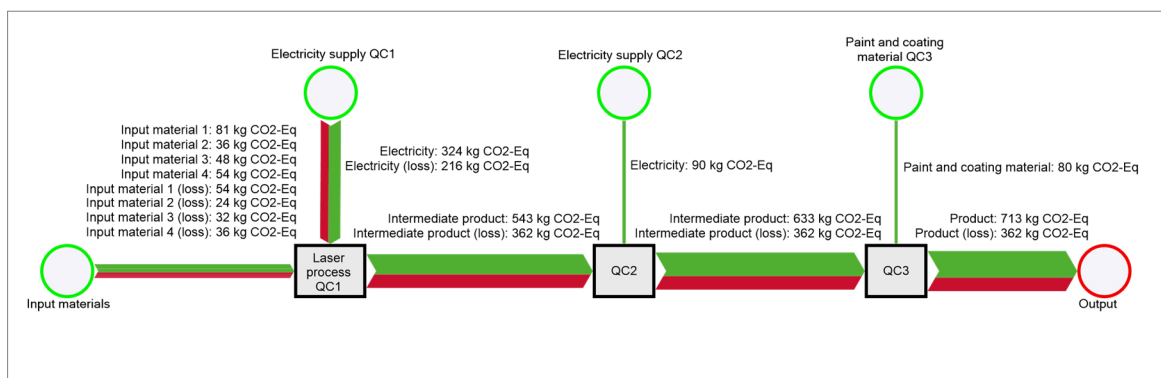 Electricity supply QC1
Electricity supply QC2
Paint and coating
material QC3
Input material 1: 81 kg CO2-Eq
Input material 2: 36 kg CO2-Eq
Input material 3: 48 kg CO2-Eq
Input material 4: 54 kg CO2-Eq
Input material 1 (loss): 54 kg CO2-Eq
Input material 2 (loss): 24 kg CO2-Eq
Input material 3 (loss): 32 kg CO2-Eq
Input material 4 (loss): 36 kg CO2-Eq
Electricity: 324 kg CO2-Eq
Electricity (loss): 216 kg CO2-Eq
Electricity: 90 kg CO2-Eq
Paint and coating material: 80 kg CO2-Eq
Intermediate product: 543 kg CO2-Eq
Intermediate product (loss): 362 kg CO2-Eq
Intermediate product: 633 kg CO2-Eq
Intermediate product (loss): 362 kg CO2-Eq
Product: 713 kg CO2-Eq
Product (loss): 362 kg CO2-Eq
Input materials
Laser
process
QC1
QC2
QC3
Output